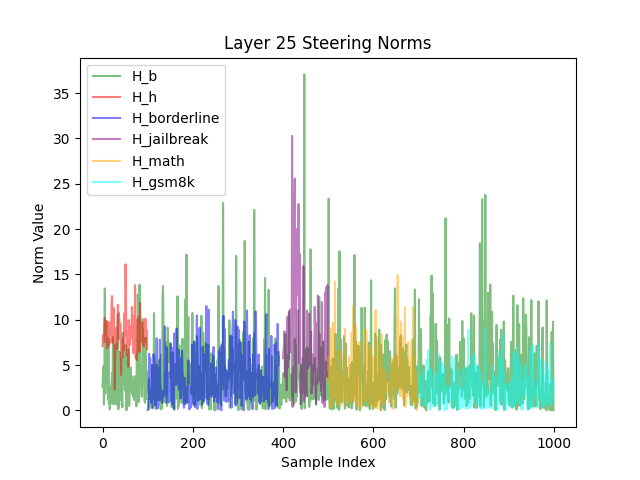 Layer 25 Steering Norms
H_b
H_h
H_borderline
H_jailbreak
H_math
H_gsm8k
Norm Value
35
30
25
20
15
10
5
0
0 200 400 600 800 1000
Sample Index